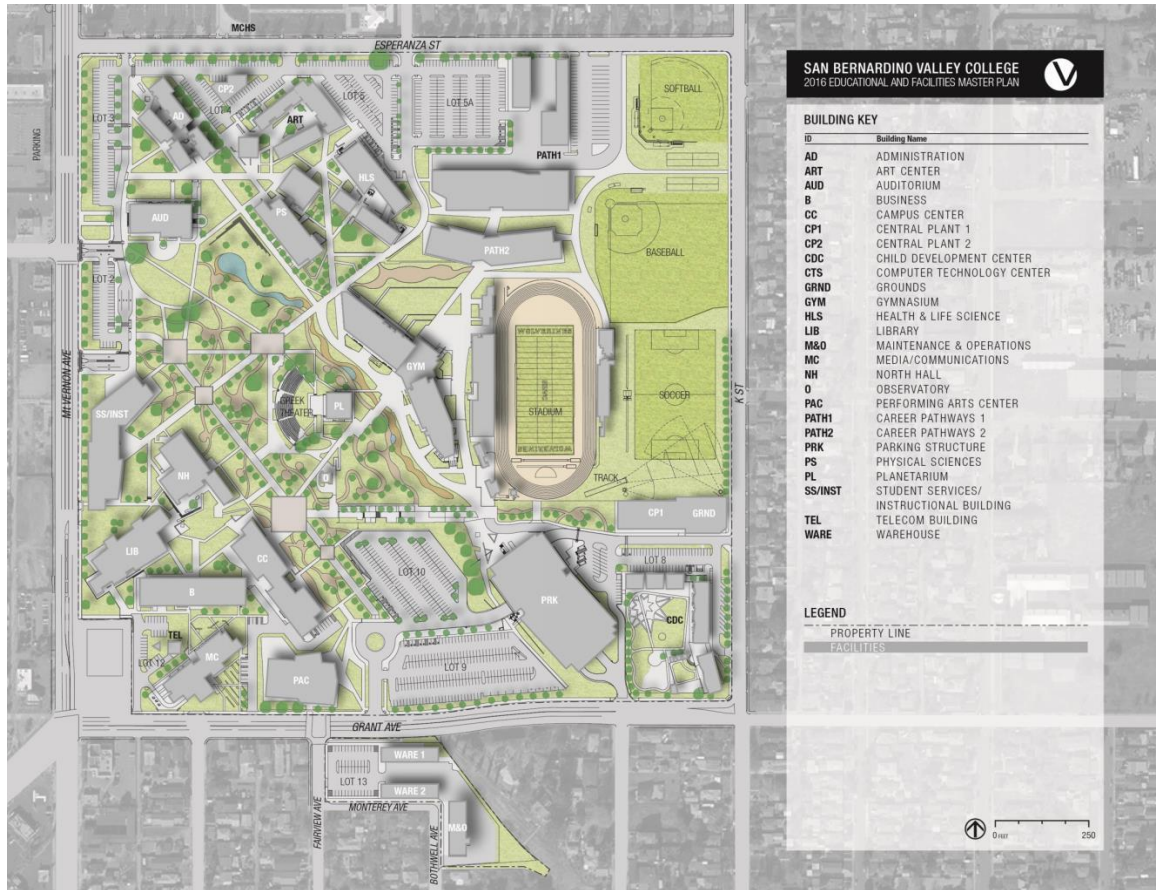 MCHS
ESPERANZA ST
SAN BERNARDINO VALLEY COLLEGE
2016 EDUCATIONAL AND FACILITIES MASTER PLAN
V
BUILDING KEY
ID Building Name
AD ADMINISTRATION
ART ART CENTER
AUD AUDITORIUM
B BUSINESS
CC CAMPUS CENTER
CP1 CENTRAL PLANT 1
CP2 CENTRAL PLANT 2
CDC CHILD DEVELOPMENT CENTER
CTS COMPUTER TECHNOLOGY CENTER
GRND GROUNDS
GYM GYMNASIUM
HLS HEALTH & LIFE SCIENCE
LIB LIBRARY
M&O MAINTENANCE & OPERATIONS
MC MEDIA/COMMUNICATIONS
NH NORTH HALL
O OBSERVATORY
PAC PERFORMING ARTS CENTER
PATH1 CAREER PATHWAYS 1
PATH2 CAREER PATHWAYS 2
PRK PARKING STRUCTURE
PS PHYSICAL SCIENCES
PL PLANETARIUM
SS/INST STUDENT SERVICES/
INSTRUCTIONAL BUILDING
TEL TELECOM BUILDING
WARE WAREHOUSE
LEGEND
PROPERTY LINE
FACILITIES
0 FEET 250
PARKING
LOT 3
AD
CP2
LOT 4
ART
LOT 5
LOT 5A
SOFTBALL
PATH1
HLS
AUD
PS
PATH2
BASEBALL
LOT 2
MT.VERNON AVE
K ST
GYM
WOLVERINES
STADIUM
WOLVERINES
SOCCER
SS/INST
GREEK
THEATER
PL
NH
O
TRACK
CP1
GRND
LIB
CC
LOT 10
PRK
LOT 8
B
CDC
TEL
LOT 12
MC
PAC
LOT 9
GRANT AVE
WARE 1
LOT 13
WARE 2
MONTEREY AVE
FAIRVIEW AVE
M&O
BOTHWELL AVE